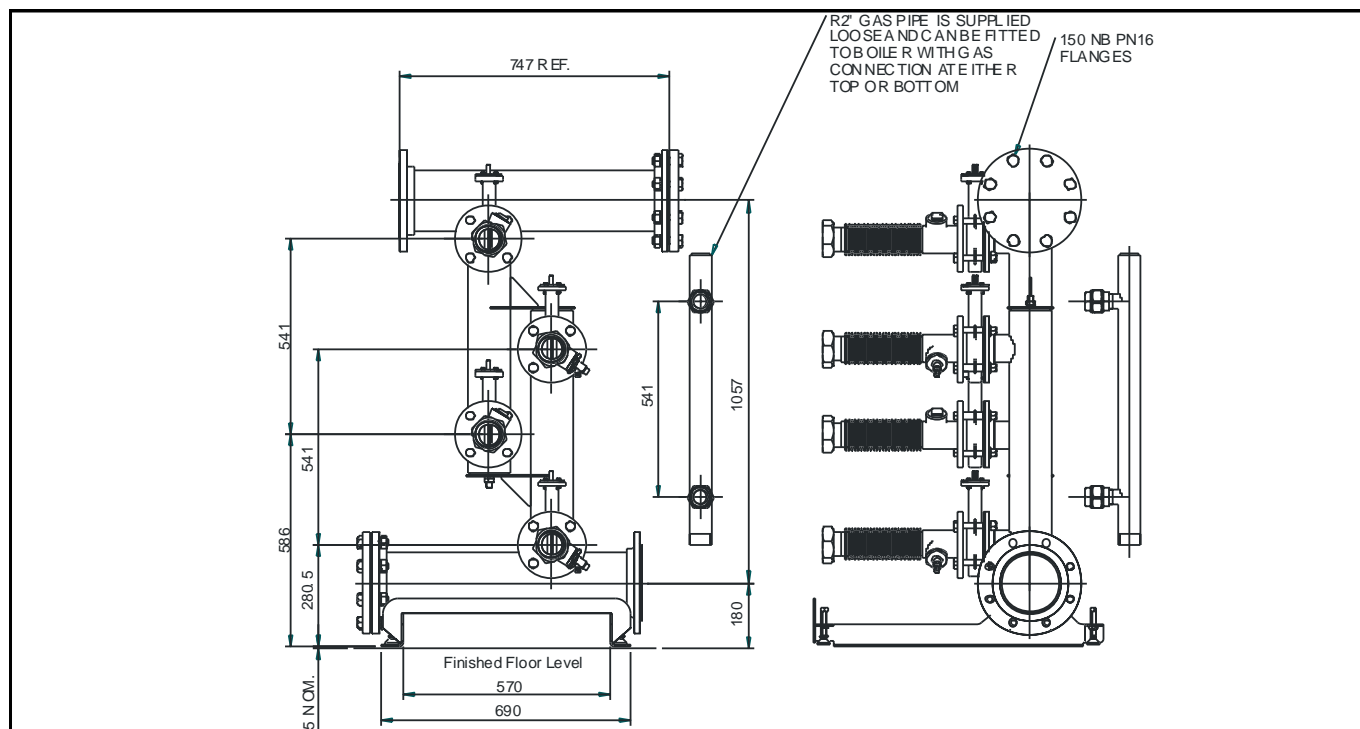 R2" GAS PIPE IS SUPPLIED
LOOSE AND CAN BE FITTED
TO BOILER WITH GAS
CONNECTION AT EITHER
TOP OR BOTTOM
150 NB PN16
FLANGES
747 REF.
541
541
541
1057
586
280.5
180
Finished Floor Level
570
690
5 NOM.